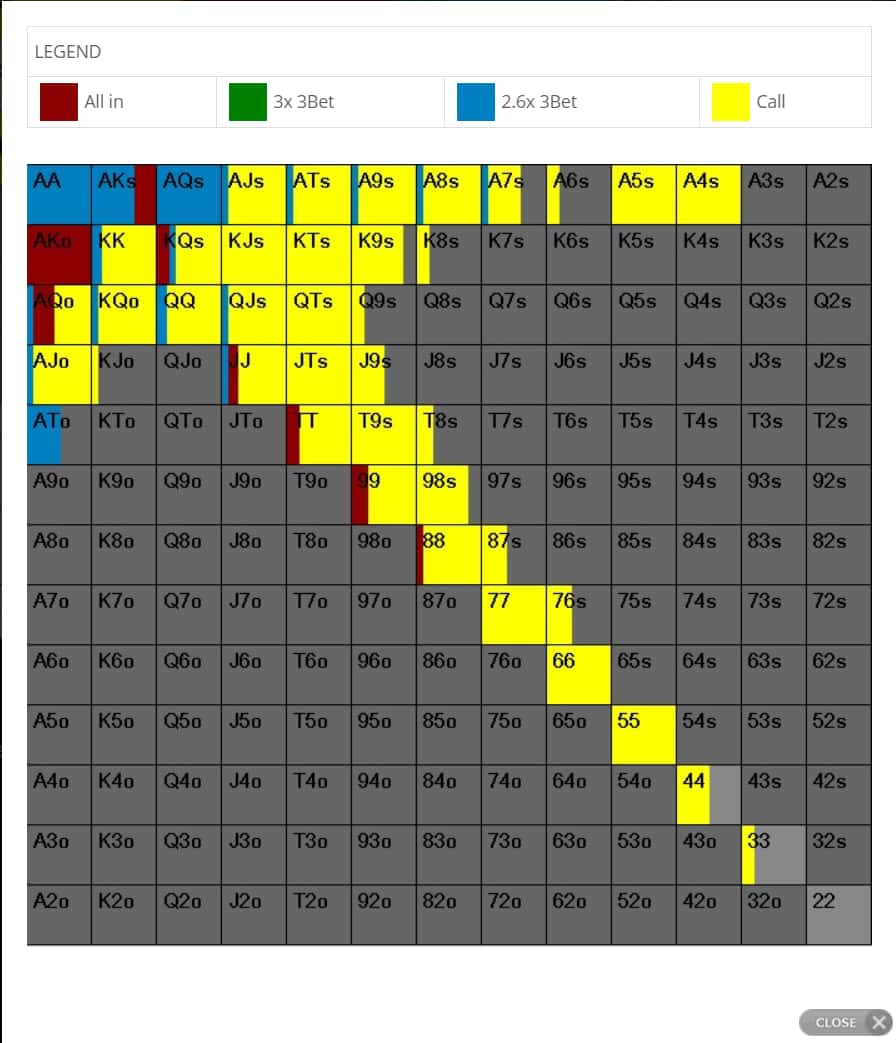 LEGEND
All in 3x 3Bet 2.6x 3Bet Call
AA AKs AQs AJs ATs A9s A8s A7s A6s A5s A4s A3s A2s
AKo KK KQs KJs KTs K9s K8s K7s K6s K5s K4s K3s K2s
AQo KQo QQ QJs QTs Q9s Q8s Q7s Q6s Q5s Q4s Q3s Q2s
AJo KJo QJo JJ JTs J9s J8s J7s J6s J5s J4s J3s J2s
ATo KTo QTo JTo TT T9s T8s T7s T6s T5s T4s T3s T2s
A9o K9o Q9o J9o T9o 99 98s 97s 96s 95s 94s 93s 92s
A8o K8o Q8o J8o T8o 98o 88 87s 86s 85s 84s 83s 82s
A7o K7o Q7o J7o T7o 97o 87o 77 76s 75s 74s 73s 72s
A6o K6o Q6o J6o T6o 96o 86o 76o 66 65s 64s 63s 62s
A5o K5o Q5o J5o T5o 95o 85o 75o 65o 55 54s 53s 52s
A4o K4o Q4o J4o T4o 94o 84o 74o 64o 54o 44 43s 42s
A3o K3o Q3o J3o T3o 93o 83o 73o 63o 53o 43o 33 32s
A2o K2o Q2o J2o T2o 92o 82o 72o 62o 52o 42o 32o 22
CLOSE